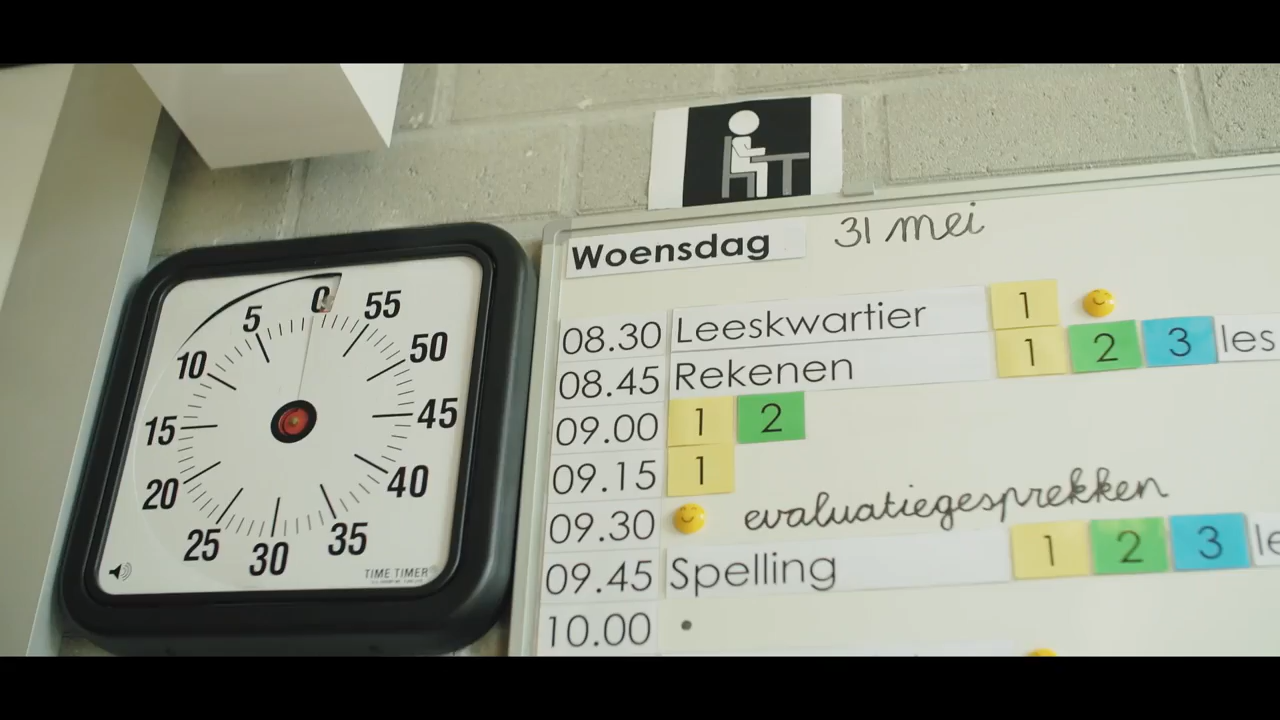 0
55
50
45
40
35
30
25
20
15
10
5
TIME TIMER®
Woensdag 31 mei
08.30 Leeskwartier 1
08.45 Rekenen 1 2 3 les
09.00 1 2
09.15 1
09.30 evaluatiegesprekken
09.45 Spelling 1 2 3 le
10.00 •